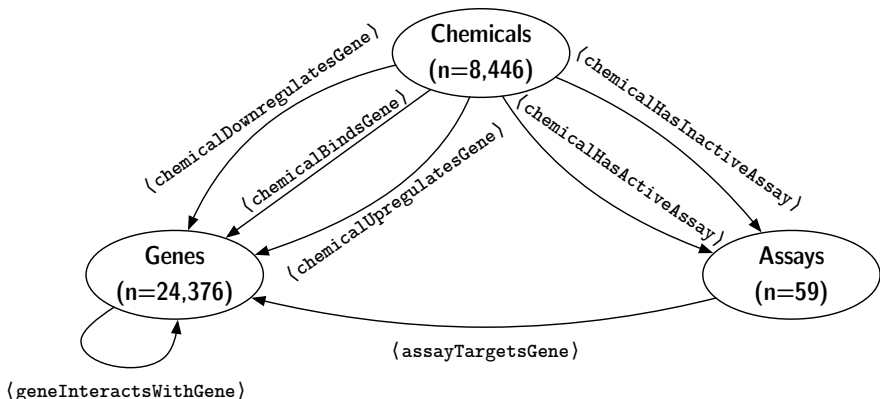 Chemicals
(n=8,446)
⟨chemicalDownregulatesGene⟩
⟨chemicalBindsGene⟩
⟨chemicalUpregulatesGene⟩
⟨chemicalHasActiveAssay⟩
⟨chemicalHasInactiveAssay⟩
Genes
(n=24,376)
Assays
(n=59)
⟨assayTargetsGene⟩
⟨geneInteractsWithGene⟩